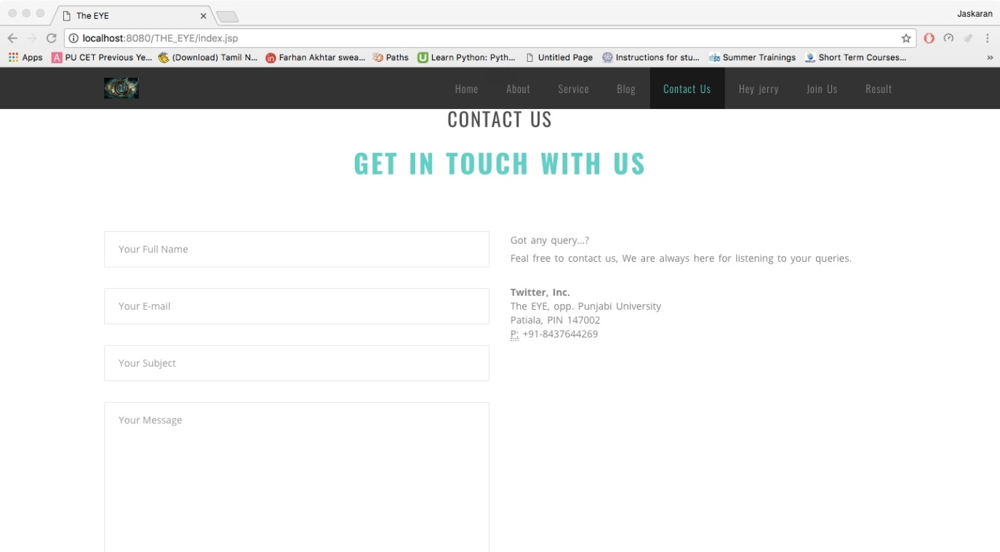 The EYE
Jaskaran
localhost:8080/THE_EYE/index.jsp
Apps PU CET Previous Ye... (Download) Tamil N... Farhan Akhtar swea... Paths Learn Python: Pyth... Untitled Page Instructions for stu... Summer Trainings Short Term Courses... »
Home About Service Blog Contact Us Hey jerry Join Us Result
CONTACT US
GET IN TOUCH WITH US
Your Full Name
Your E-mail
Your Subject
Your Message
Got any query...?
Feal free to contact us, We are always here for listening to your queries.
Twitter, Inc.
The EYE, opp. Punjabi University
Patiala, PIN 147002
P: +91-8437644269